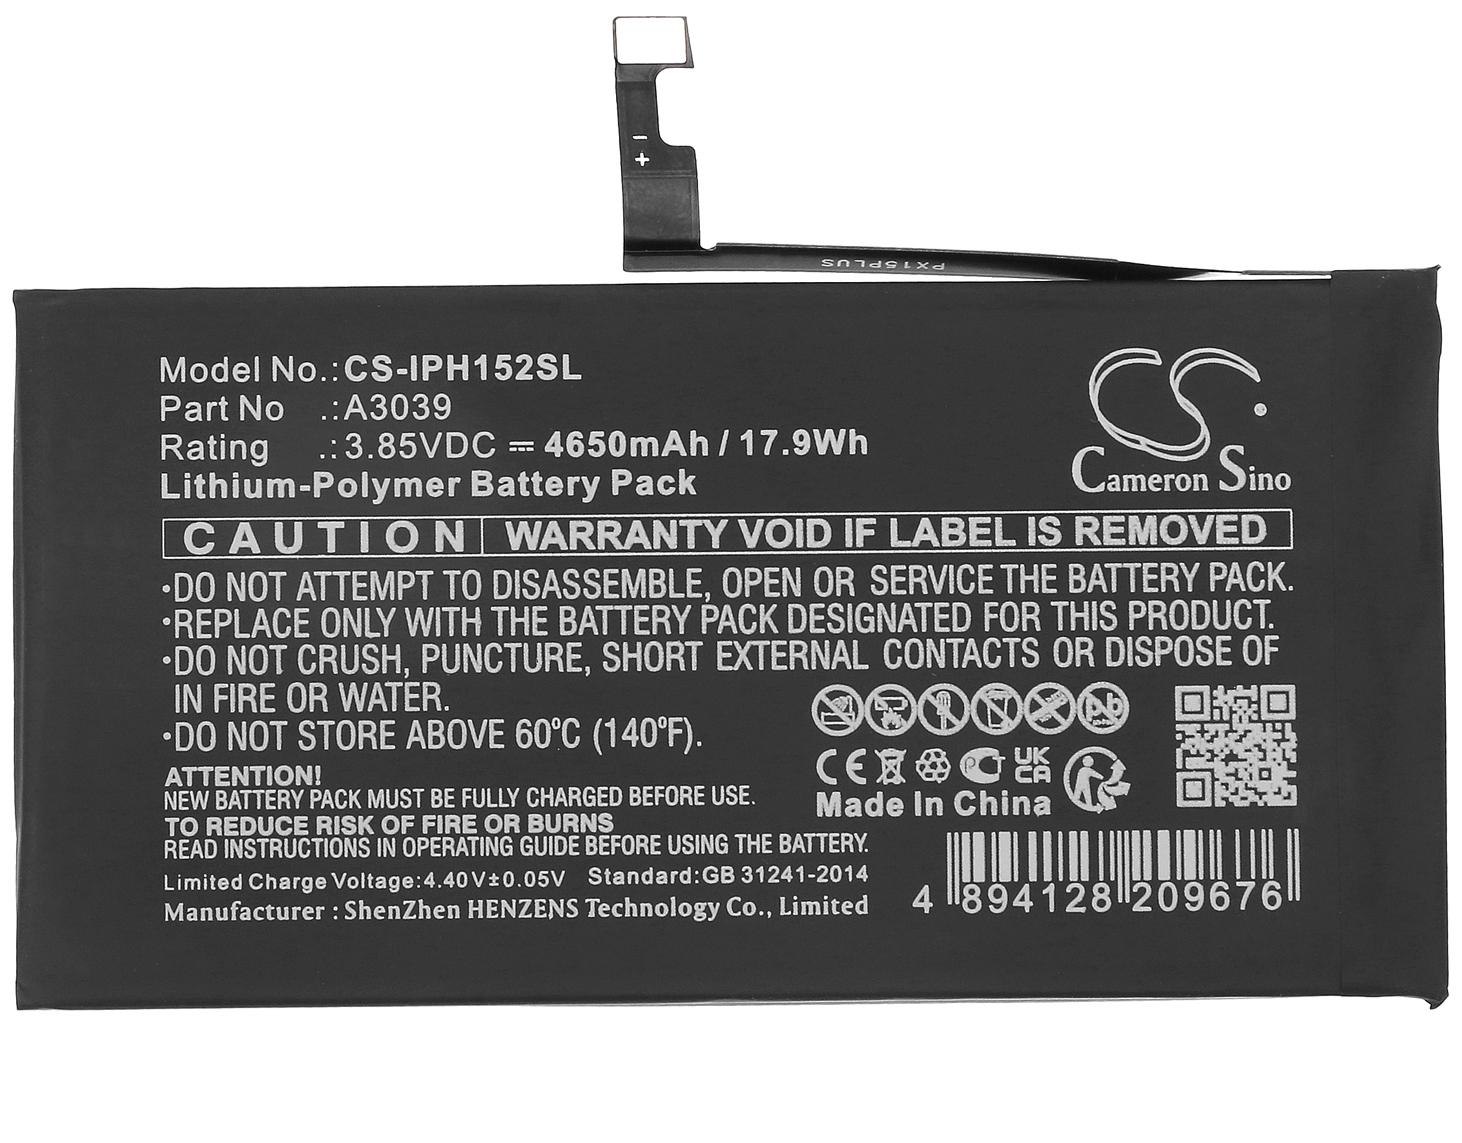 − +
PX15PLUS
Model No.:CS-IPH152SL
Part No .:A3039
Rating .:3.85VDC ⎓ 4650mAh / 17.9Wh
Lithium-Polymer Battery Pack
CS.
Cameron Sino
CAUTION WARRANTY VOID IF LABEL IS REMOVED
·DO NOT ATTEMPT TO DISASSEMBLE, OPEN OR SERVICE THE BATTERY PACK.
·REPLACE ONLY WITH THE BATTERY PACK DESIGNATED FOR THIS PRODUCT.
·DO NOT CRUSH, PUNCTURE, SHORT EXTERNAL CONTACTS OR DISPOSE OF
IN FIRE OR WATER.
·DO NOT STORE ABOVE 60ºC (140ºF).
ATTENTION!
NEW BATTERY PACK MUST BE FULLY CHARGED BEFORE USE.
TO REDUCE RISK OF FIRE OR BURNS
READ INSTRUCTIONS IN OPERATING GUIDE BEFORE USING THE BATTERY.
Limited Charge Voltage:4.40V±0.05V Standard:GB 31241-2014
Manufacturer : ShenZhen HENZENS Technology Co., Limited
Pb
CE UK CA
Made In China
4 894128 209676